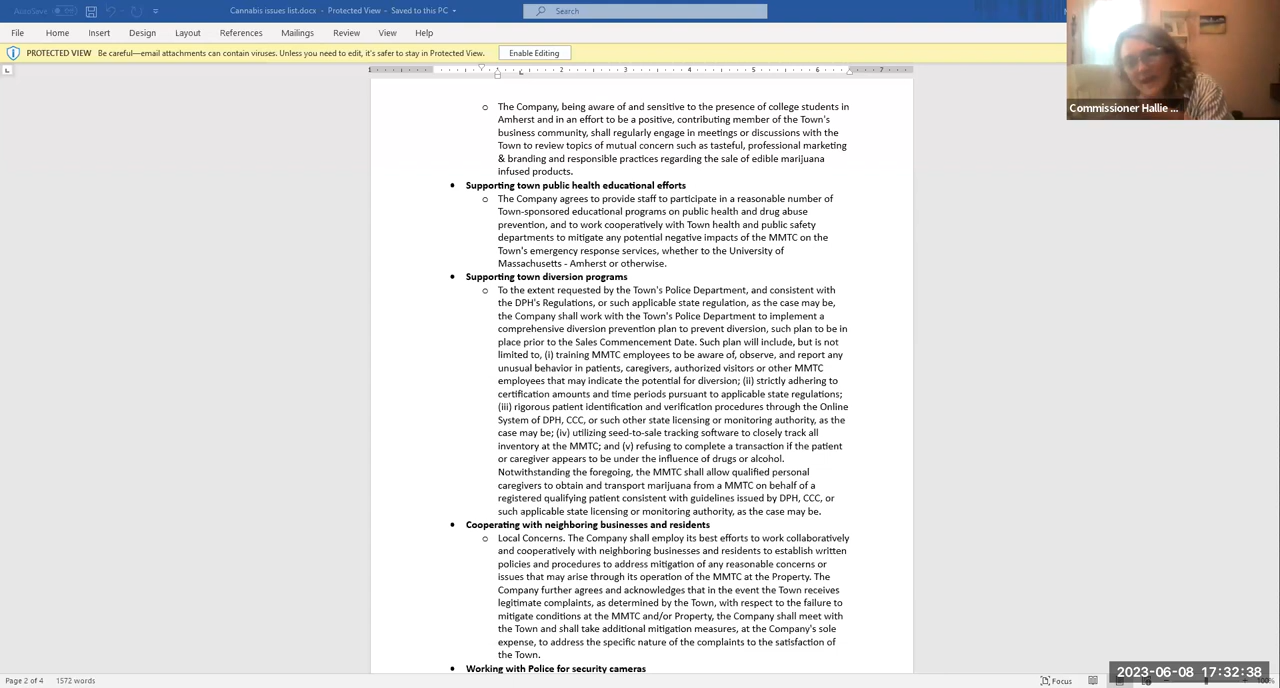 AutoSave Off
Cannabis issues list.docx - Protected View - Saved to this PC
Search
File Home Insert Design Layout References Mailings Review View Help
PROTECTED VIEW Be careful—email attachments can contain viruses. Unless you need to edit, it's safer to stay in Protected View. Enable Editing
Commissioner Hallie ...
1 1 2 3 4 5 6 7
o The Company, being aware of and sensitive to the presence of college students in
Amherst and in an effort to be a positive, contributing member of the Town's
business community, shall regularly engage in meetings or discussions with the
Town to review topics of mutual concern such as tasteful, professional marketing
& branding and responsible practices regarding the sale of edible marijuana
infused products.
• Supporting town public health educational efforts
o The Company agrees to provide staff to participate in a reasonable number of
Town-sponsored educational programs on public health and drug abuse
prevention, and to work cooperatively with Town health and public safety
departments to mitigate any potential negative impacts of the MMTC on the
Town's emergency response services, whether to the University of
Massachusetts - Amherst or otherwise.
• Supporting town diversion programs
o To the extent requested by the Town's Police Department, and consistent with
the DPH's Regulations, or such applicable state regulation, as the case may be,
the Company shall work with the Town's Police Department to implement a
comprehensive diversion prevention plan to prevent diversion, such plan to be in
place prior to the Sales Commencement Date. Such plan will include, but is not
limited to, (i) training MMTC employees to be aware of, observe, and report any
unusual behavior in patients, caregivers, authorized visitors or other MMTC
employees that may indicate the potential for diversion; (ii) strictly adhering to
certification amounts and time periods pursuant to applicable state regulations;
(iii) rigorous patient identification and verification procedures through the Online
System of DPH, CCC, or such other state licensing or monitoring authority, as the
case may be; (iv) utilizing seed-to-sale tracking software to closely track all
inventory at the MMTC; and (v) refusing to complete a transaction if the patient
or caregiver appears to be under the influence of drugs or alcohol.
Notwithstanding the foregoing, the MMTC shall allow qualified personal
caregivers to obtain and transport marijuana from a MMTC on behalf of a
registered qualifying patient consistent with guidelines issued by DPH, CCC, or
such applicable state licensing or monitoring authority, as the case may be.
• Cooperating with neighboring businesses and residents
o Local Concerns. The Company shall employ its best efforts to work collaboratively
and cooperatively with neighboring businesses and residents to establish written
policies and procedures to address mitigation of any reasonable concerns or
issues that may arise through its operation of the MMTC at the Property. The
Company further agrees and acknowledges that in the event the Town receives
legitimate complaints, as determined by the Town, with respect to the failure to
mitigate conditions at the MMTC and/or Property, the Company shall meet with
the Town and shall take additional mitigation measures, at the Company's sole
expense, to address the specific nature of the complaints to the satisfaction of
the Town.
• Working with Police for security cameras
Page 2 of 4 1572 words
Focus
2023-06-08 17:32:38